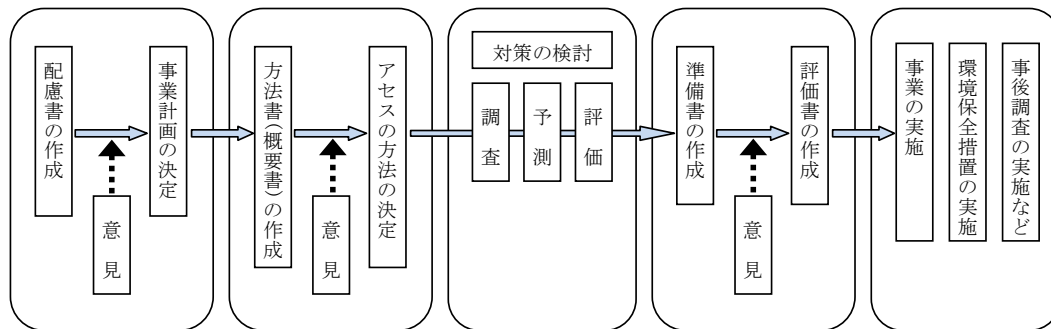 配慮書の作成
意見
事業計画の決定
方法書(概要書)の作成
意見
アセスの方法の決定
対策の検討
調査
予測
評価
準備書の作成
意見
評価書の作成
事業の実施
環境保全措置の実施
事後調査の実施など